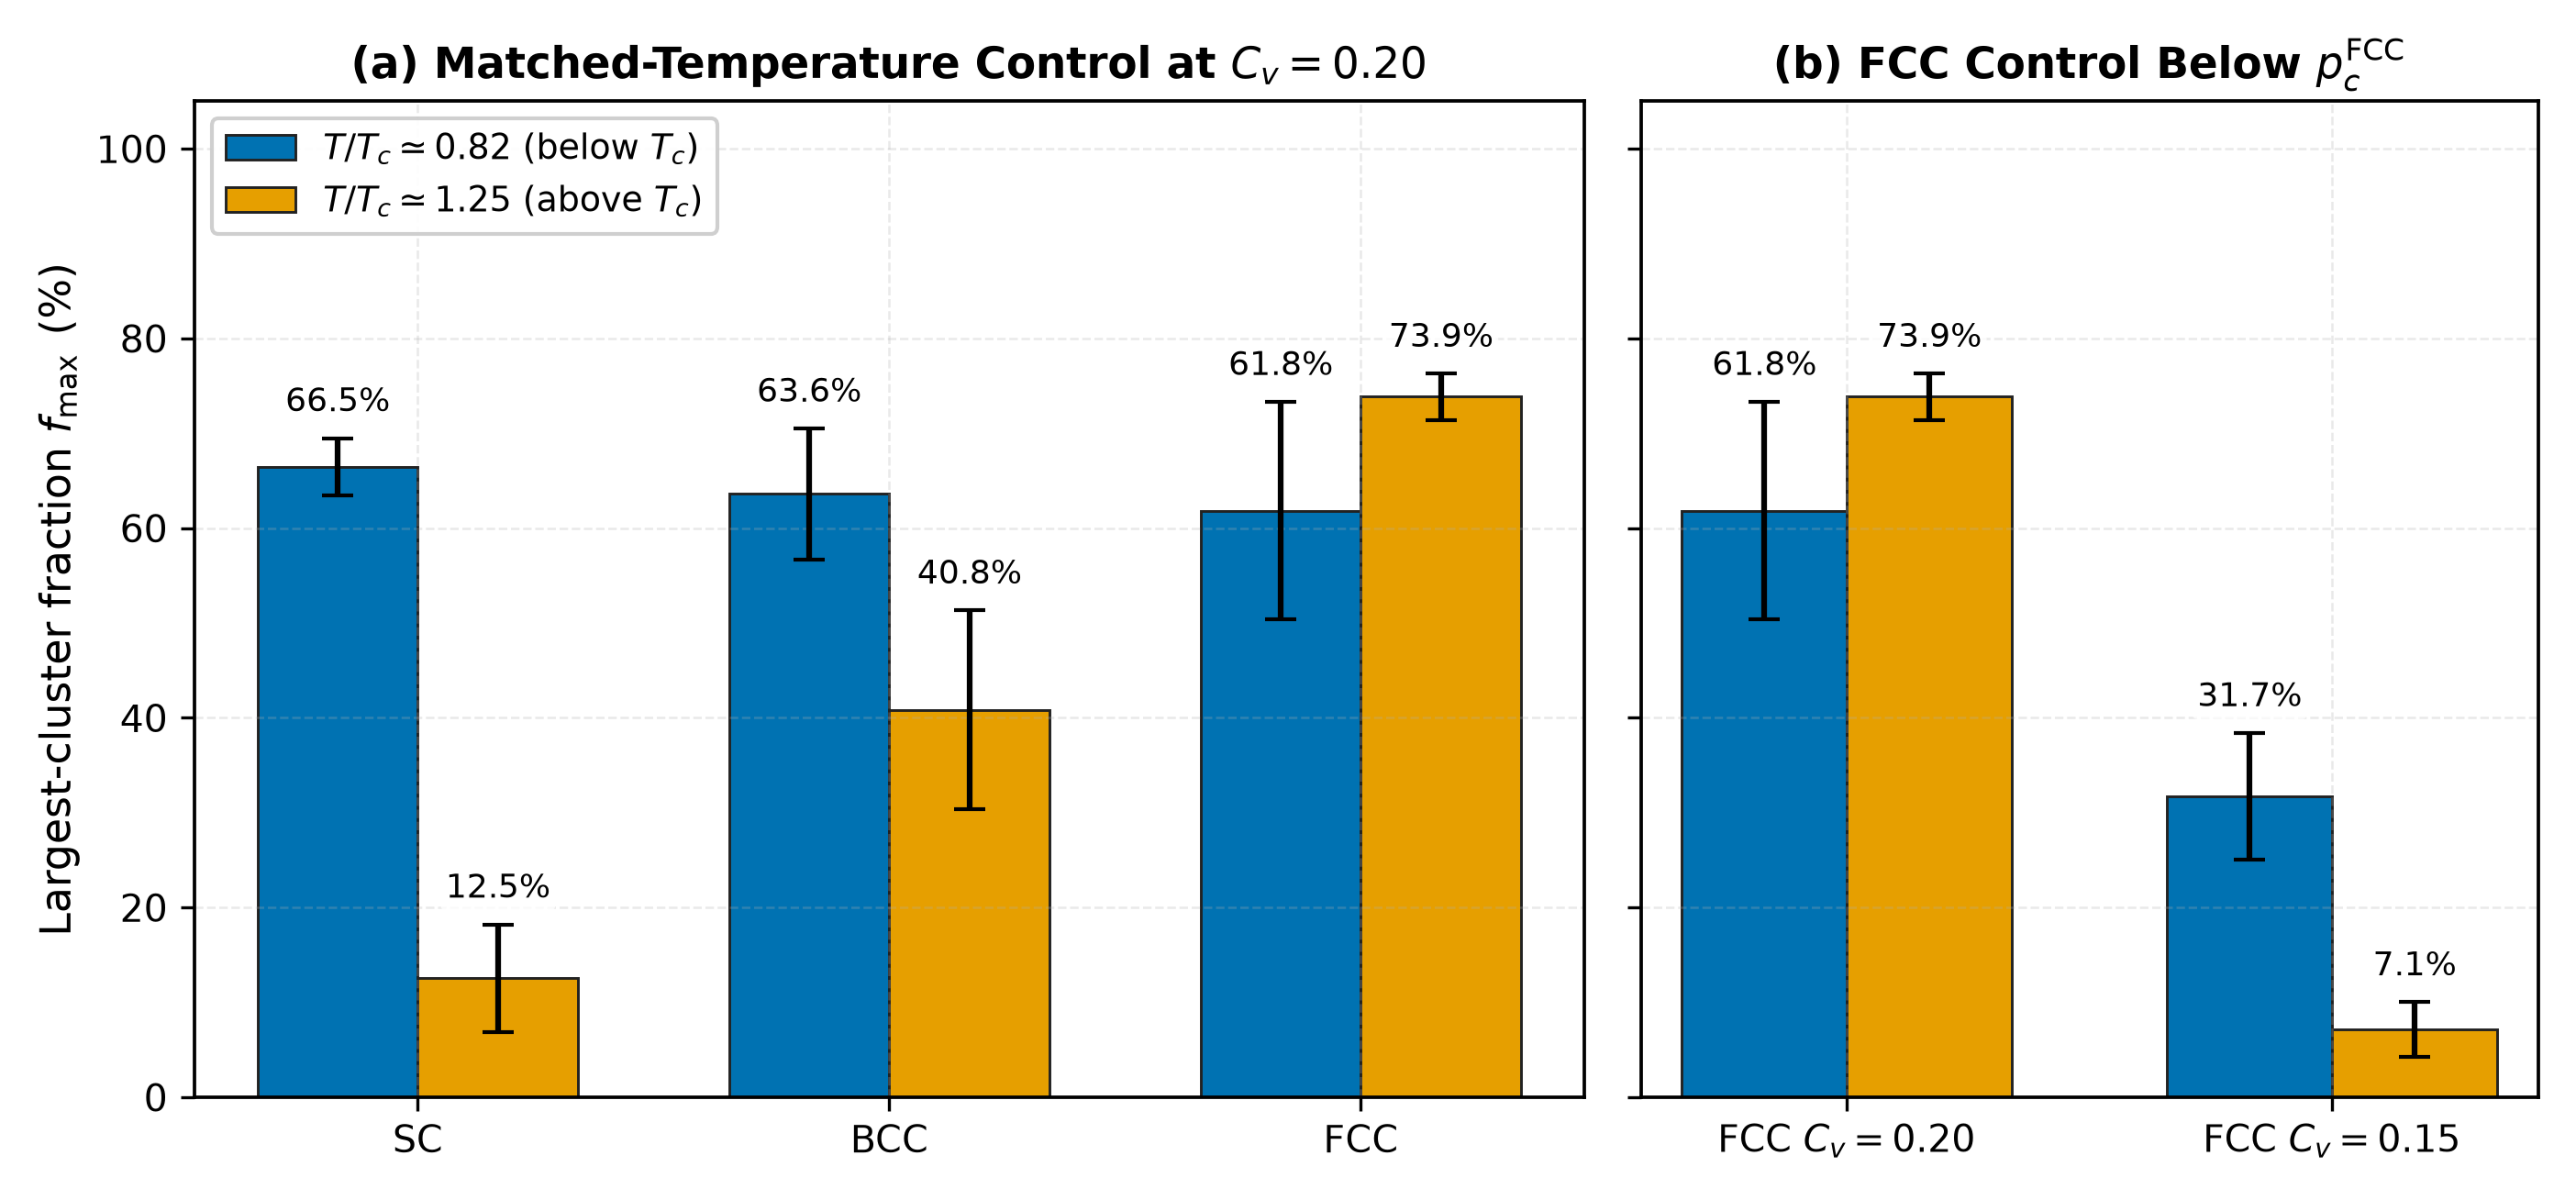 (a) Matched-Temperature Control at C_v = 0.20
T/T_c ≃ 0.82 (below T_c)
T/T_c ≃ 1.25 (above T_c)
Largest-cluster fraction f_max (%)
100
80
60
40
20
0
66.5%
12.5%
63.6%
40.8%
61.8%
73.9%
SC
BCC
FCC
(b) FCC Control Below p_c^FCC
61.8%
73.9%
31.7%
7.1%
FCC C_v = 0.20
FCC C_v = 0.15